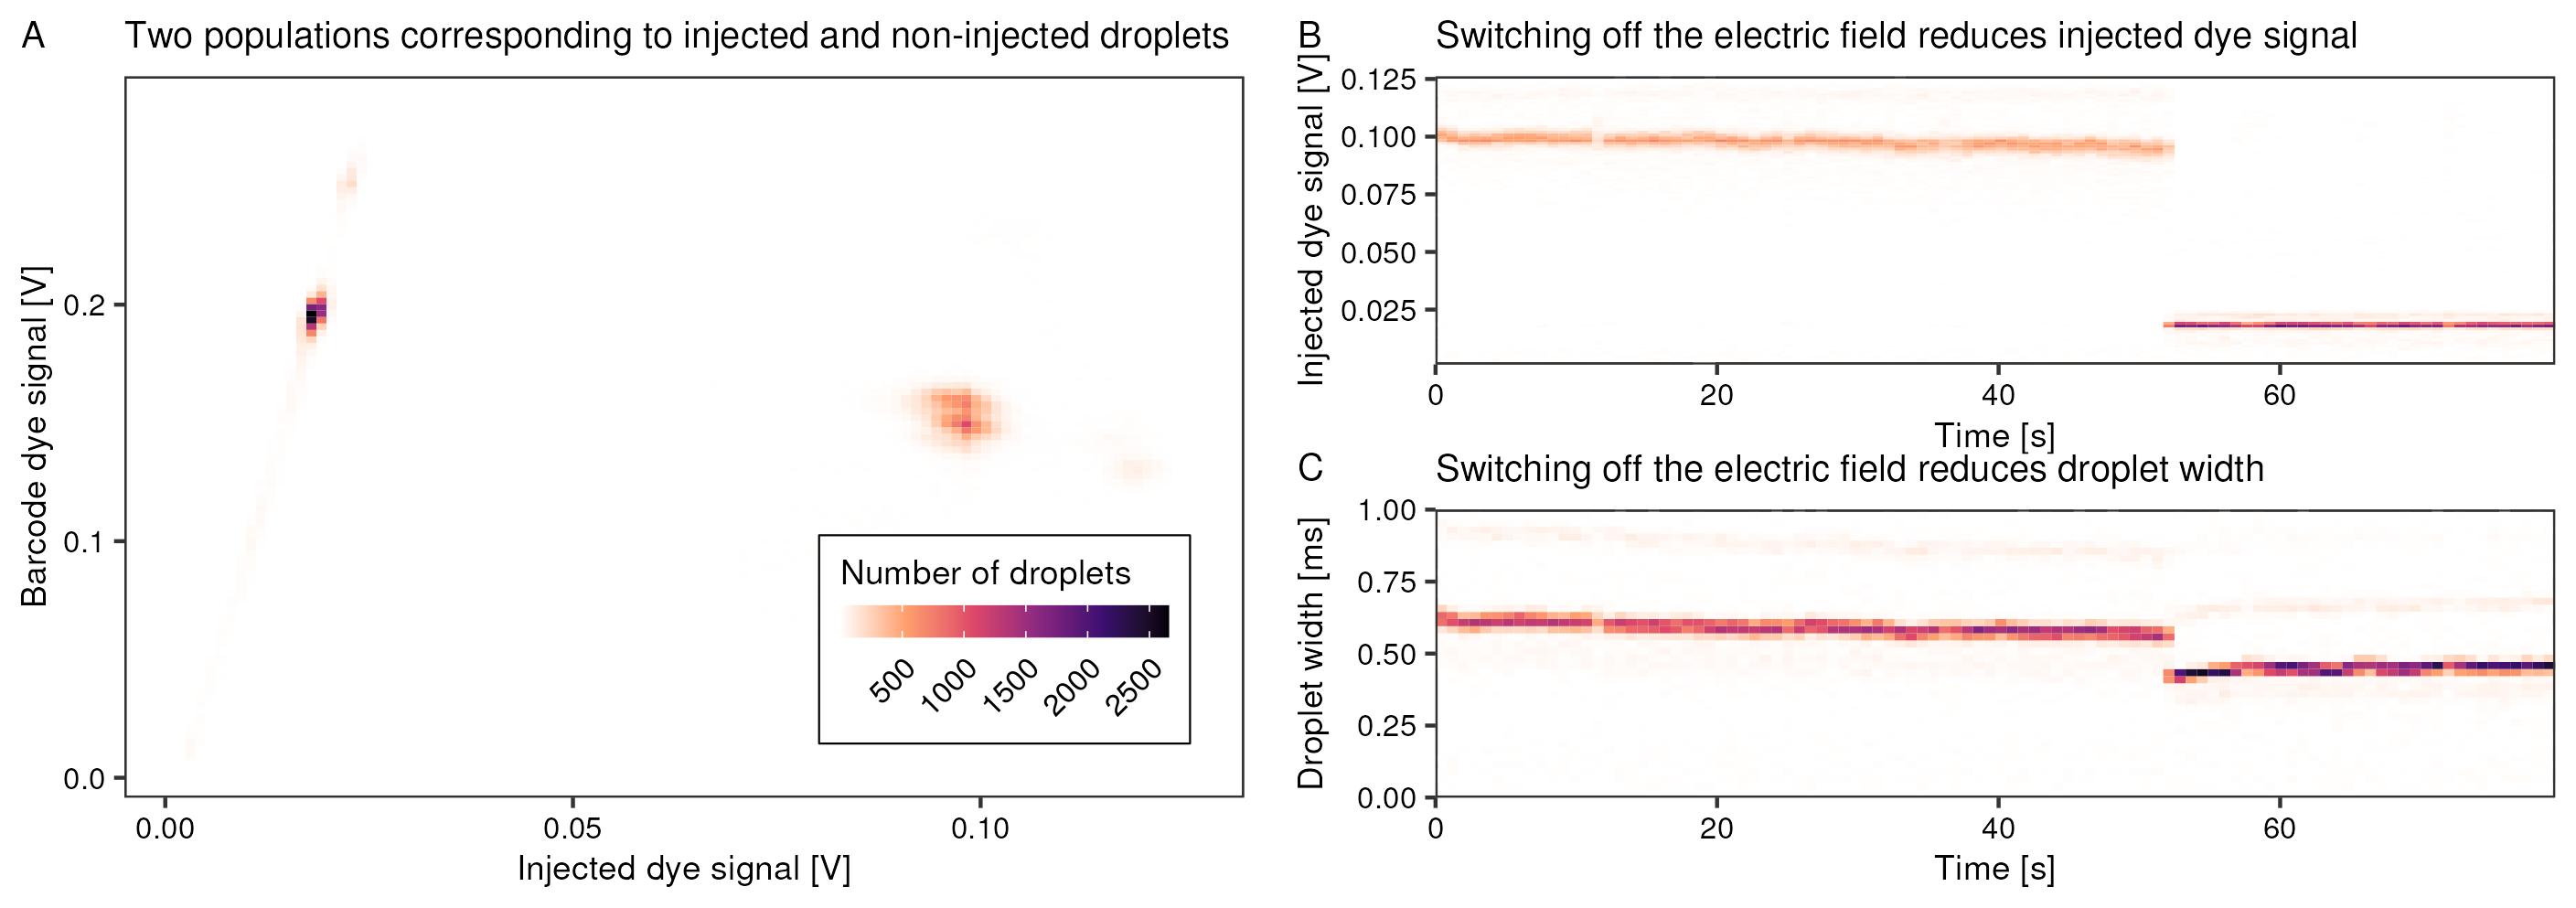 A Two populations corresponding to injected and non-injected droplets
Barcode dye signal [V]
0.2
0.1
0.0
0.00 0.05 0.10
Injected dye signal [V]
Number of droplets
500 1000 1500 2000 2500
B Switching off the electric field reduces injected dye signal
Injected dye signal [V]
0.125
0.100
0.075
0.050
0.025
0 20 40 60
Time [s]
C Switching off the electric field reduces droplet width
Droplet width [ms]
1.00
0.75
0.50
0.25
0.00
0 20 40 60
Time [s]